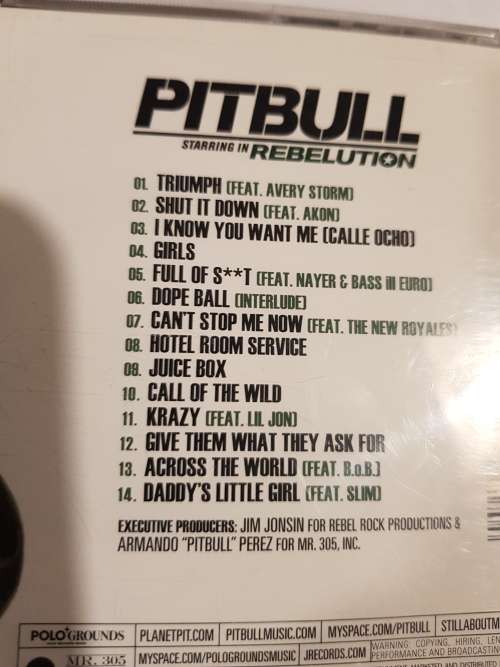 PITBULL
STARRING IN REBELUTION
01. TRIUMPH (FEAT. AVERY STORM)
02. SHUT IT DOWN (FEAT. AKON)
03. I KNOW YOU WANT ME (CALLE OCHO)
04. GIRLS
05. FULL OF S**T (FEAT. NAYER & BASS III EURO)
06. DOPE BALL (INTERLUDE)
07. CAN'T STOP ME NOW (FEAT. THE NEW ROYALES)
08. HOTEL ROOM SERVICE
09. JUICE BOX
10. CALL OF THE WILD
11. KRAZY (FEAT. LIL JON)
12. GIVE THEM WHAT THEY ASK FOR
13. ACROSS THE WORLD (FEAT. B.o.B.)
14. DADDY'S LITTLE GIRL (FEAT. SLIM)
EXECUTIVE PRODUCERS: JIM JONSIN FOR REBEL ROCK PRODUCTIONS &
ARMANDO "PITBULL" PEREZ FOR MR. 305, INC.
POLO GROUNDS PLANETPIT.COM PITBULLMUSIC.COM MYSPACE.COM/PITBULL STILLABOUTM
MR. 305 MYSPACE.COM/POLOGROUNDSMUSIC JRECORDS.COM WARNING: COPYING, HIRING, LEN
PERFORMANCE AND BROADCASTI